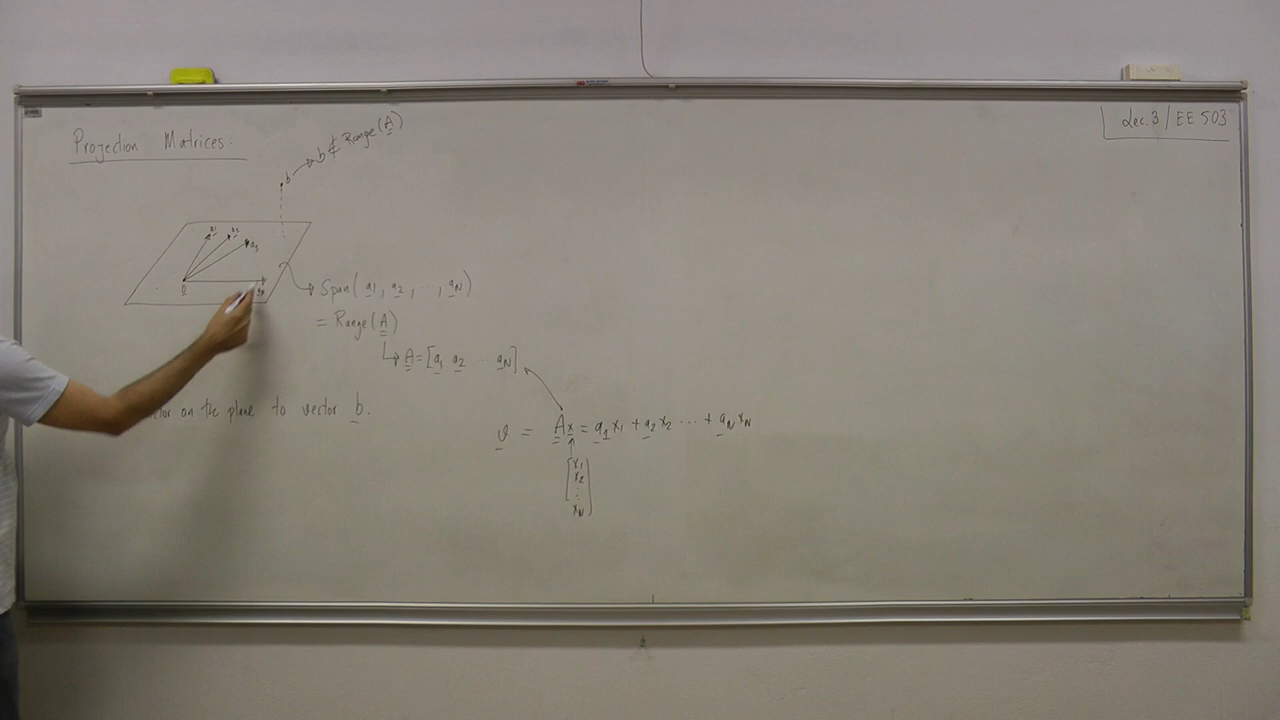 Lec. 3 / EE 503
Projection Matrices:
b → b ∉ Range(A)
a1 a2 a3
0 aN
Span(a1, a2, ..., aN)
= Range(A)
A = [a1 a2 ... aN]
on the plane to vector b.
v = Ax = a1x1 + a2x2 ... + aNxN
[x1
x2
:
xN]